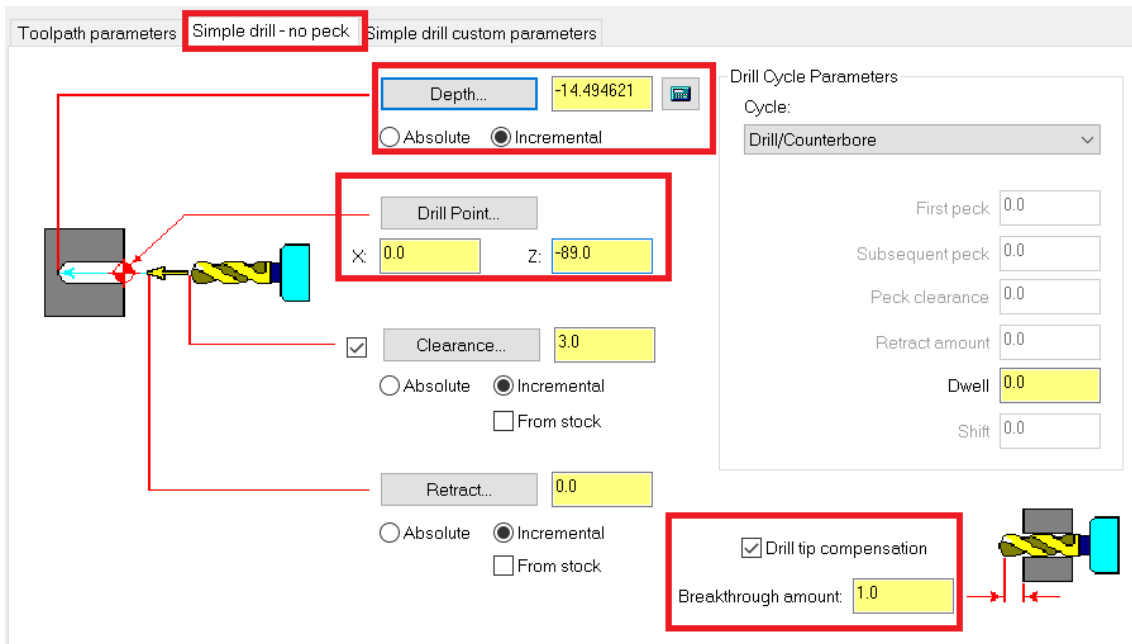 Toolpath parameters Simple drill - no peck Simple drill custom parameters
Depth... -14.494621
Absolute Incremental
Drill Point...
X: 0.0 Z: -89.0
Clearance... 3.0
Absolute Incremental
From stock
Retract... 0.0
Absolute Incremental
From stock
Drill Cycle Parameters
Cycle:
Drill/Counterbore
First peck 0.0
Subsequent peck 0.0
Peck clearance 0.0
Retract amount 0.0
Dwell 0.0
Shift 0.0
Drill tip compensation
Breakthrough amount: 1.0